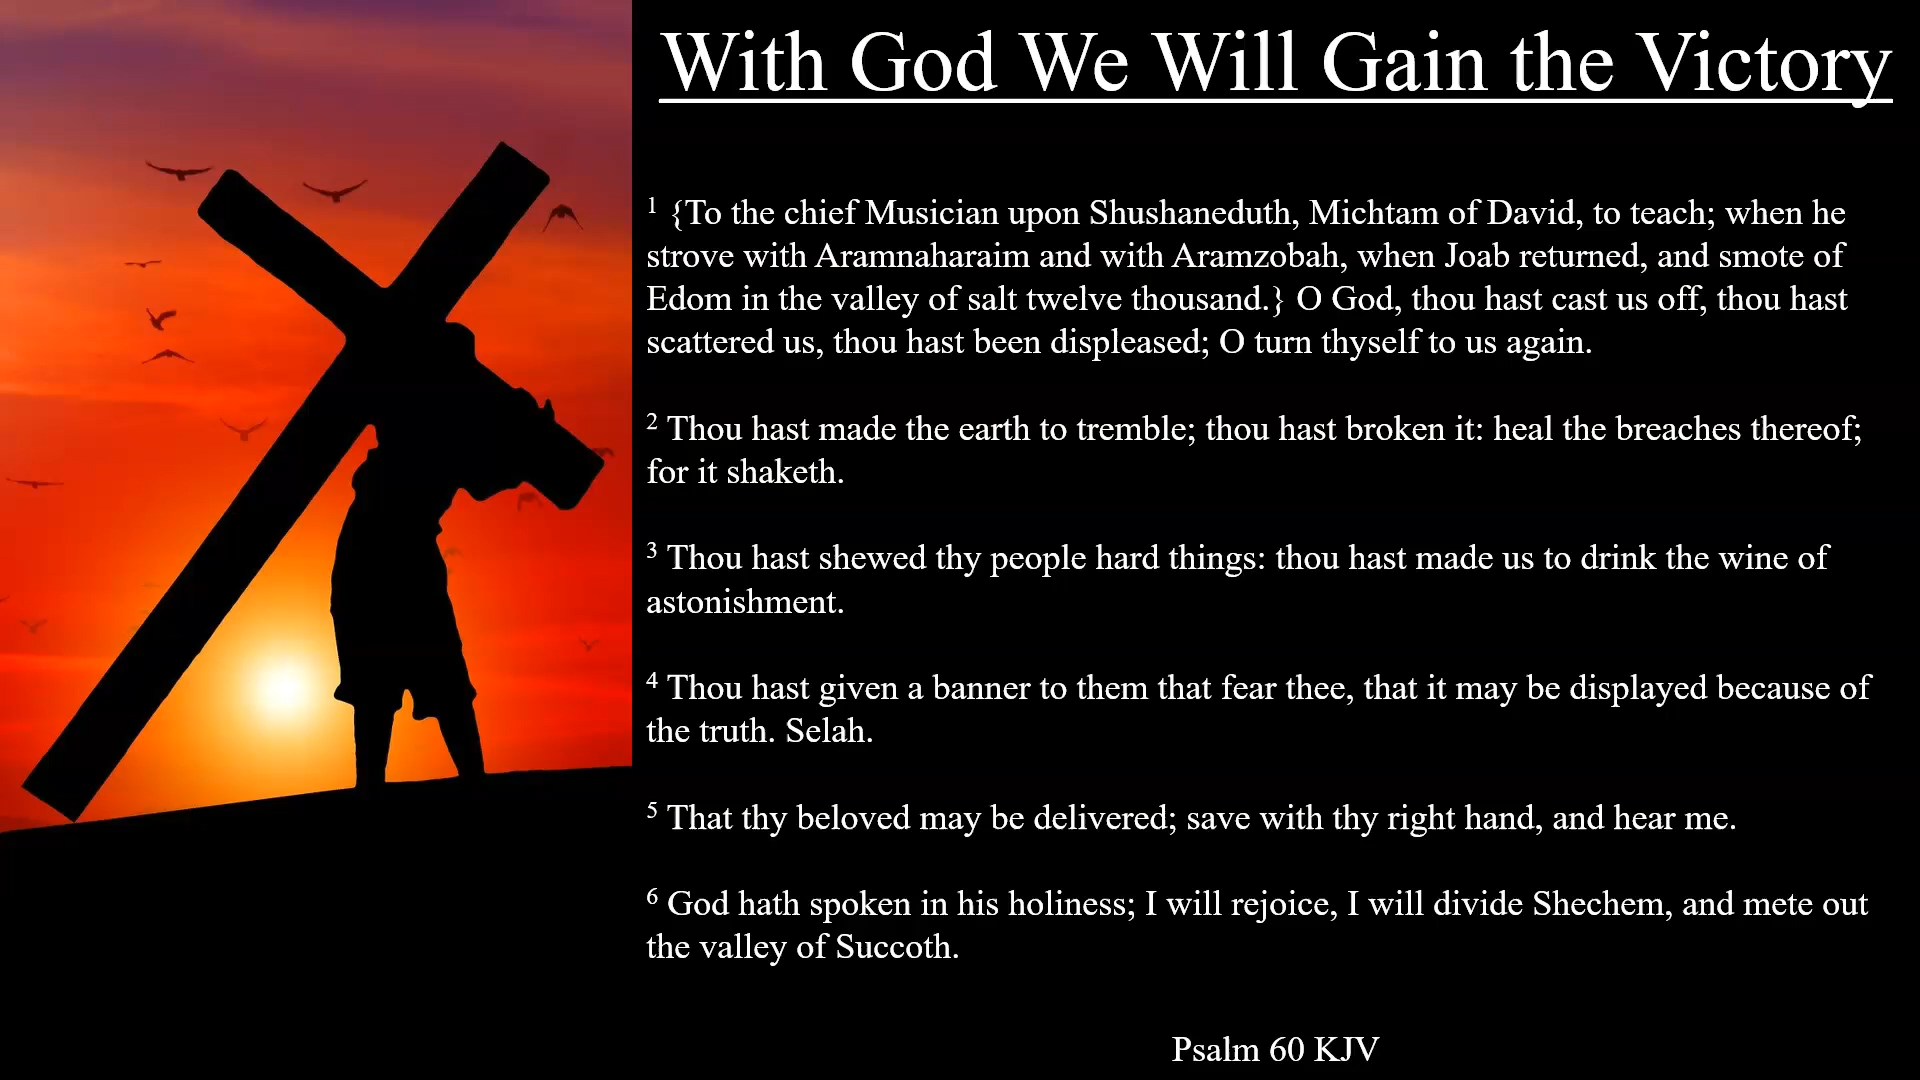 With God We Will Gain the Victory
1 {To the chief Musician upon Shushaneduth, Michtam of David, to teach; when he
strove with Aramnaharaim and with Aramzobah, when Joab returned, and smote of
Edom in the valley of salt twelve thousand.} O God, thou hast cast us off, thou hast
scattered us, thou hast been displeased; O turn thyself to us again.
2 Thou hast made the earth to tremble; thou hast broken it: heal the breaches thereof;
for it shaketh.
3 Thou hast shewed thy people hard things: thou hast made us to drink the wine of
astonishment.
4 Thou hast given a banner to them that fear thee, that it may be displayed because of
the truth. Selah.
5 That thy beloved may be delivered; save with thy right hand, and hear me.
6 God hath spoken in his holiness; I will rejoice, I will divide Shechem, and mete out
the valley of Succoth.
Psalm 60 KJV